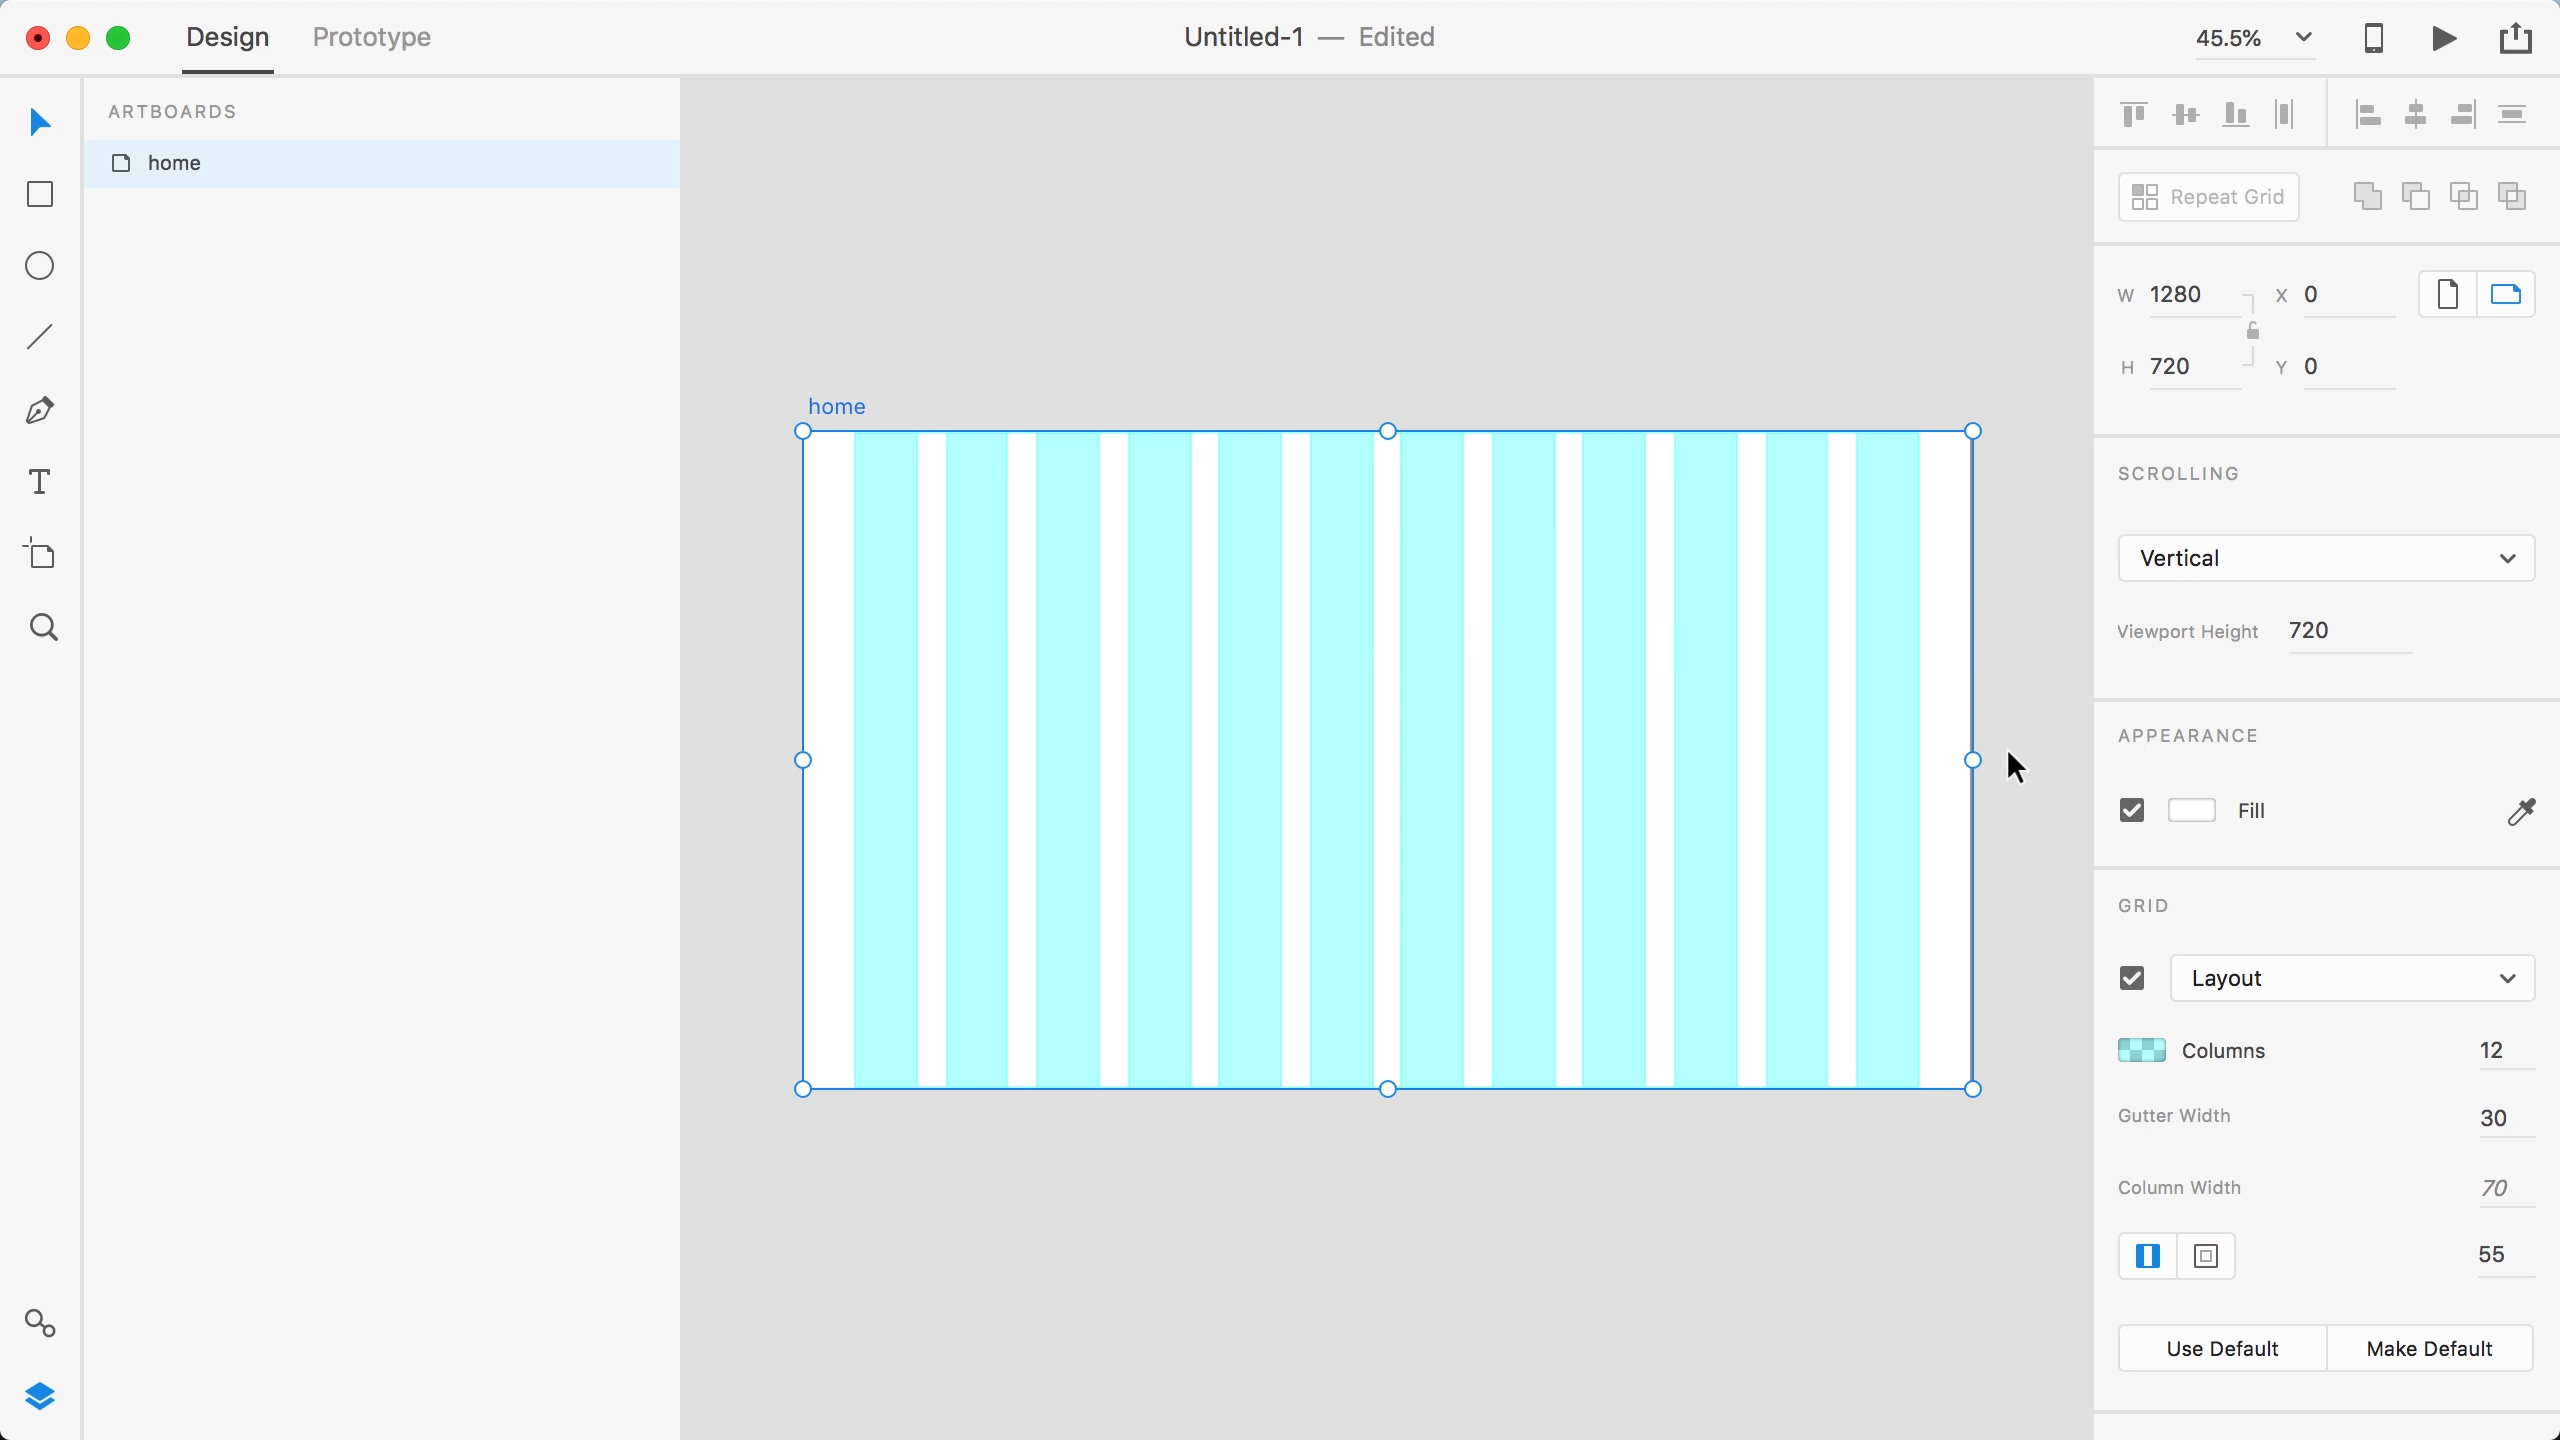 Design
Prototype
Untitled-1 — Edited
45.5%
ARTBOARDS
home
home
Repeat Grid
W 1280
X 0
H 720
Y 0
SCROLLING
Vertical
Viewport Height 720
APPEARANCE
Fill
GRID
Layout
Columns 12
Gutter Width 30
Column Width 70
55
Use Default
Make Default